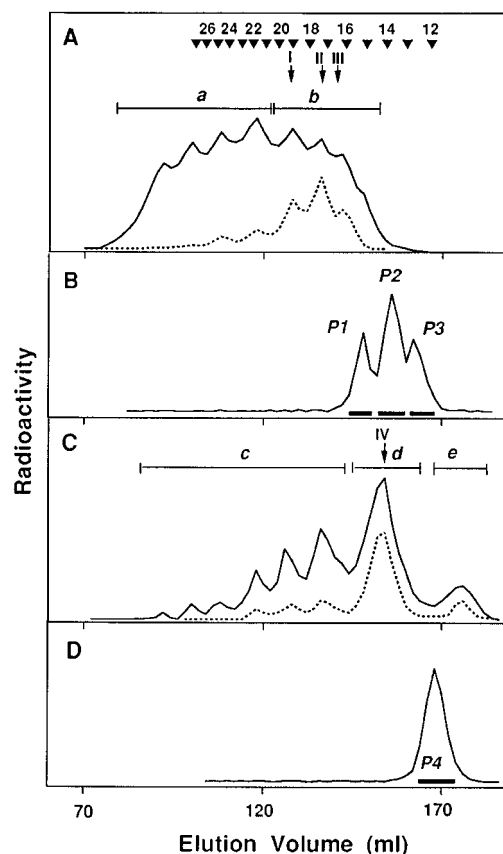 A
26 24 22 20 18 16 14 12
I II III
a b
B
P1 P2 P3
C
IV
c d e
D
P4
Radioactivity
70 120 170
Elution Volume (ml)